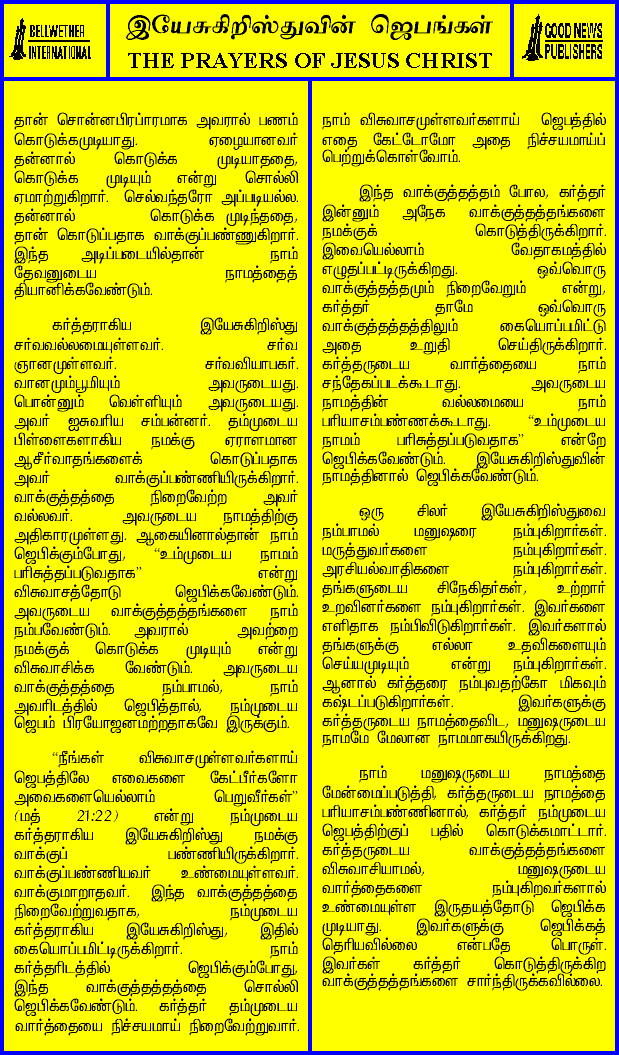 BELLWETHER
INTERNATIONAL
இயேசுகிறிஸ்துவின் ஜெபங்கள்
THE PRAYERS OF JESUS CHRIST
GOOD NEWS
PUBLISHERS
தான் சொன்னபிரப்ாரமாக அவரால் பணம்
கொடுக்கமுடியாது. ஏழையானவர்
தன்னால் கொடுக்க முடியாததை,
கொடுக்க முடியும் என்று சொல்லி
ஏமாற்றுகிறார். செல்வந்தரோ அப்படியல்ல.
தன்னால் கொடுக்க முடிந்ததை,
தான் கொடுப்பதாக வாக்குப்பண்ணுகிறார்.
இந்த அடிப்படையில்தான் நாம்
தேவனுடைய நாமத்தைத்
தியானிக்கவேண்டும்.
கர்த்தராகிய இயேசுகிறிஸ்து
சர்வவல்லமையுள்ளவர். சர்வ
ஞானமுள்ளவர். சர்வவியாபகர்.
வானமும்பூமியும் அவருடையது.
பொன்னும் வெள்ளியும் அவருடையது.
அவர் ஐசுவரிய சம்பன்னர். தம்முடைய
பிள்ளைகளாகிய நமக்கு ஏராளமான
ஆசீர்வாதங்களைக் கொடுப்பதாக
அவர் வாக்குப்பண்ணியிருக்கிறார்.
வாக்குத்தத்தை நிறைவேற்ற அவர்
வல்லவர். அவருடைய நாமத்திற்கு
அதிகாரமுள்ளது. ஆகையினால்தான் நாம்
ஜெபிக்கும்போது, “உம்முடைய நாமம்
பரிசுத்தப்படுவதாக” என்று
விசுவாசத்தோடு ஜெபிக்கவேண்டும்.
அவருடைய வாக்குத்தத்தங்களை நாம்
நம்பவேண்டும். அவரால் அவற்றை
நமக்குக் கொடுக்க முடியும் என்று
விசுவாசிக்க வேண்டும். அவருடைய
வாக்குத்தத்தை நம்பாமல், நாம்
அவரிடத்தில் ஜெபித்தால், நம்முடைய
ஜெபம் பிரயோஜனமற்றதாகவே இருக்கும்.
“நீங்கள் விசுவாசமுள்ளவர்களாய்
ஜெபத்திலே எவைகளை கேட்பீர்களோ
அவைகளையெல்லாம் பெறுவீர்கள்”
(மத் 21:22) என்று நம்முடைய
கர்த்தராகிய இயேசுகிறிஸ்து நமக்கு
வாக்குப் பண்ணியிருக்கிறார்.
வாக்குப்பண்ணியவர் உண்மையுள்ளவர்.
வாக்குமாறாதவர். இந்த வாக்குத்தத்தை
நிறைவேற்றுவதாக, நம்முடைய
கர்த்தராகிய இயேசுகிறிஸ்து, இதில்
கையொப்பமிட்டிருக்கிறார். நாம்
கர்த்தரிடத்தில் ஜெபிக்கும்போது,
இந்த வாக்குத்தத்தத்தை சொல்லி
ஜெபிக்கவேண்டும். கர்த்தர் தம்முடைய
வார்த்தையை நிச்சயமாய் நிறைவேற்றுவார்.
நாம் விசுவாசமுள்ளவர்களாய் ஜெபத்தில்
எதை கேட்டோமோ அதை நிச்சயமாய்ப்
பெற்றுக்கொள்வோம்.
இந்த வாக்குத்தத்தம் போல, கர்த்தர்
இன்னும் அநேக வாக்குத்தத்தங்களை
நமக்குக் கொடுத்திருக்கிறார்.
இவையெல்லாம் வேதாகமத்தில்
எழுதப்பட்டிருக்கிறது. ஒவ்வொரு
வாக்குத்தத்தமும் நிறைவேறும் என்று,
கர்த்தர் தாமே ஒவ்வொரு
வாக்குத்தத்தத்திலும் கையொப்பமிட்டு
அதை உறுதி செய்திருக்கிறார்.
கர்த்தருடைய வார்த்தையை நாம்
சந்தேகப்படக்கூடாது. அவருடைய
நாமத்தின் வல்லமையை நாம்
பரியாசம்பண்ணக்கூடாது. “உம்முடைய
நாமம் பரிசுத்தப்படுவதாக” என்றே
ஜெபிக்கவேண்டும். இயேசுகிறிஸ்துவின்
நாமத்தினால் ஜெபிக்கவேண்டும்.
ஒரு சிலர் இயேசுகிறிஸ்துவை
நம்பாமல் மனுஷரை நம்புகிறார்கள்.
மருத்துவர்களை நம்புகிறார்கள்.
அரசியல்வாதிகளை நம்புகிறார்கள்.
தங்களுடைய சிநேகிதர்கள், உற்றார்
உறவினர்களை நம்புகிறார்கள். இவர்களை
எளிதாக நம்பிவிடுகிறார்கள். இவர்களால்
தங்களுக்கு எல்லா உதவிகளையும்
செய்யமுடியும் என்று நம்புகிறார்கள்.
ஆனால் கர்த்தரை நம்புவதற்கோ மிகவும்
கஷ்டப்படுகிறார்கள். இவர்களுக்கு
கர்த்தருடைய நாமத்தைவிட, மனுஷருடைய
நாமமே மேலான நாமமாகயிருக்கிறது.
நாம் மனுஷருடைய நாமத்தை
மேன்மைப்படுத்தி, கர்த்தருடைய நாமத்தை
பரியாசம்பண்ணினால், கர்த்தர் நம்முடைய
ஜெபத்திற்குப் பதில் கொடுக்கமாட்டார்.
கர்த்தருடைய வாக்குத்தத்தங்களை
விசுவாசியாமல், மனுஷருடைய
வார்த்தைகளை நம்புகிறவர்களால்
உண்மையுள்ள இருதயத்தோடு ஜெபிக்க
முடியாது. இவர்களுக்கு ஜெபிக்கத்
தெரியவில்லை என்பதே பொருள்.
இவர்கள் கர்த்தர் கொடுத்திருக்கிற
வாக்குத்தத்தங்களை சார்ந்திருக்கவில்லை.